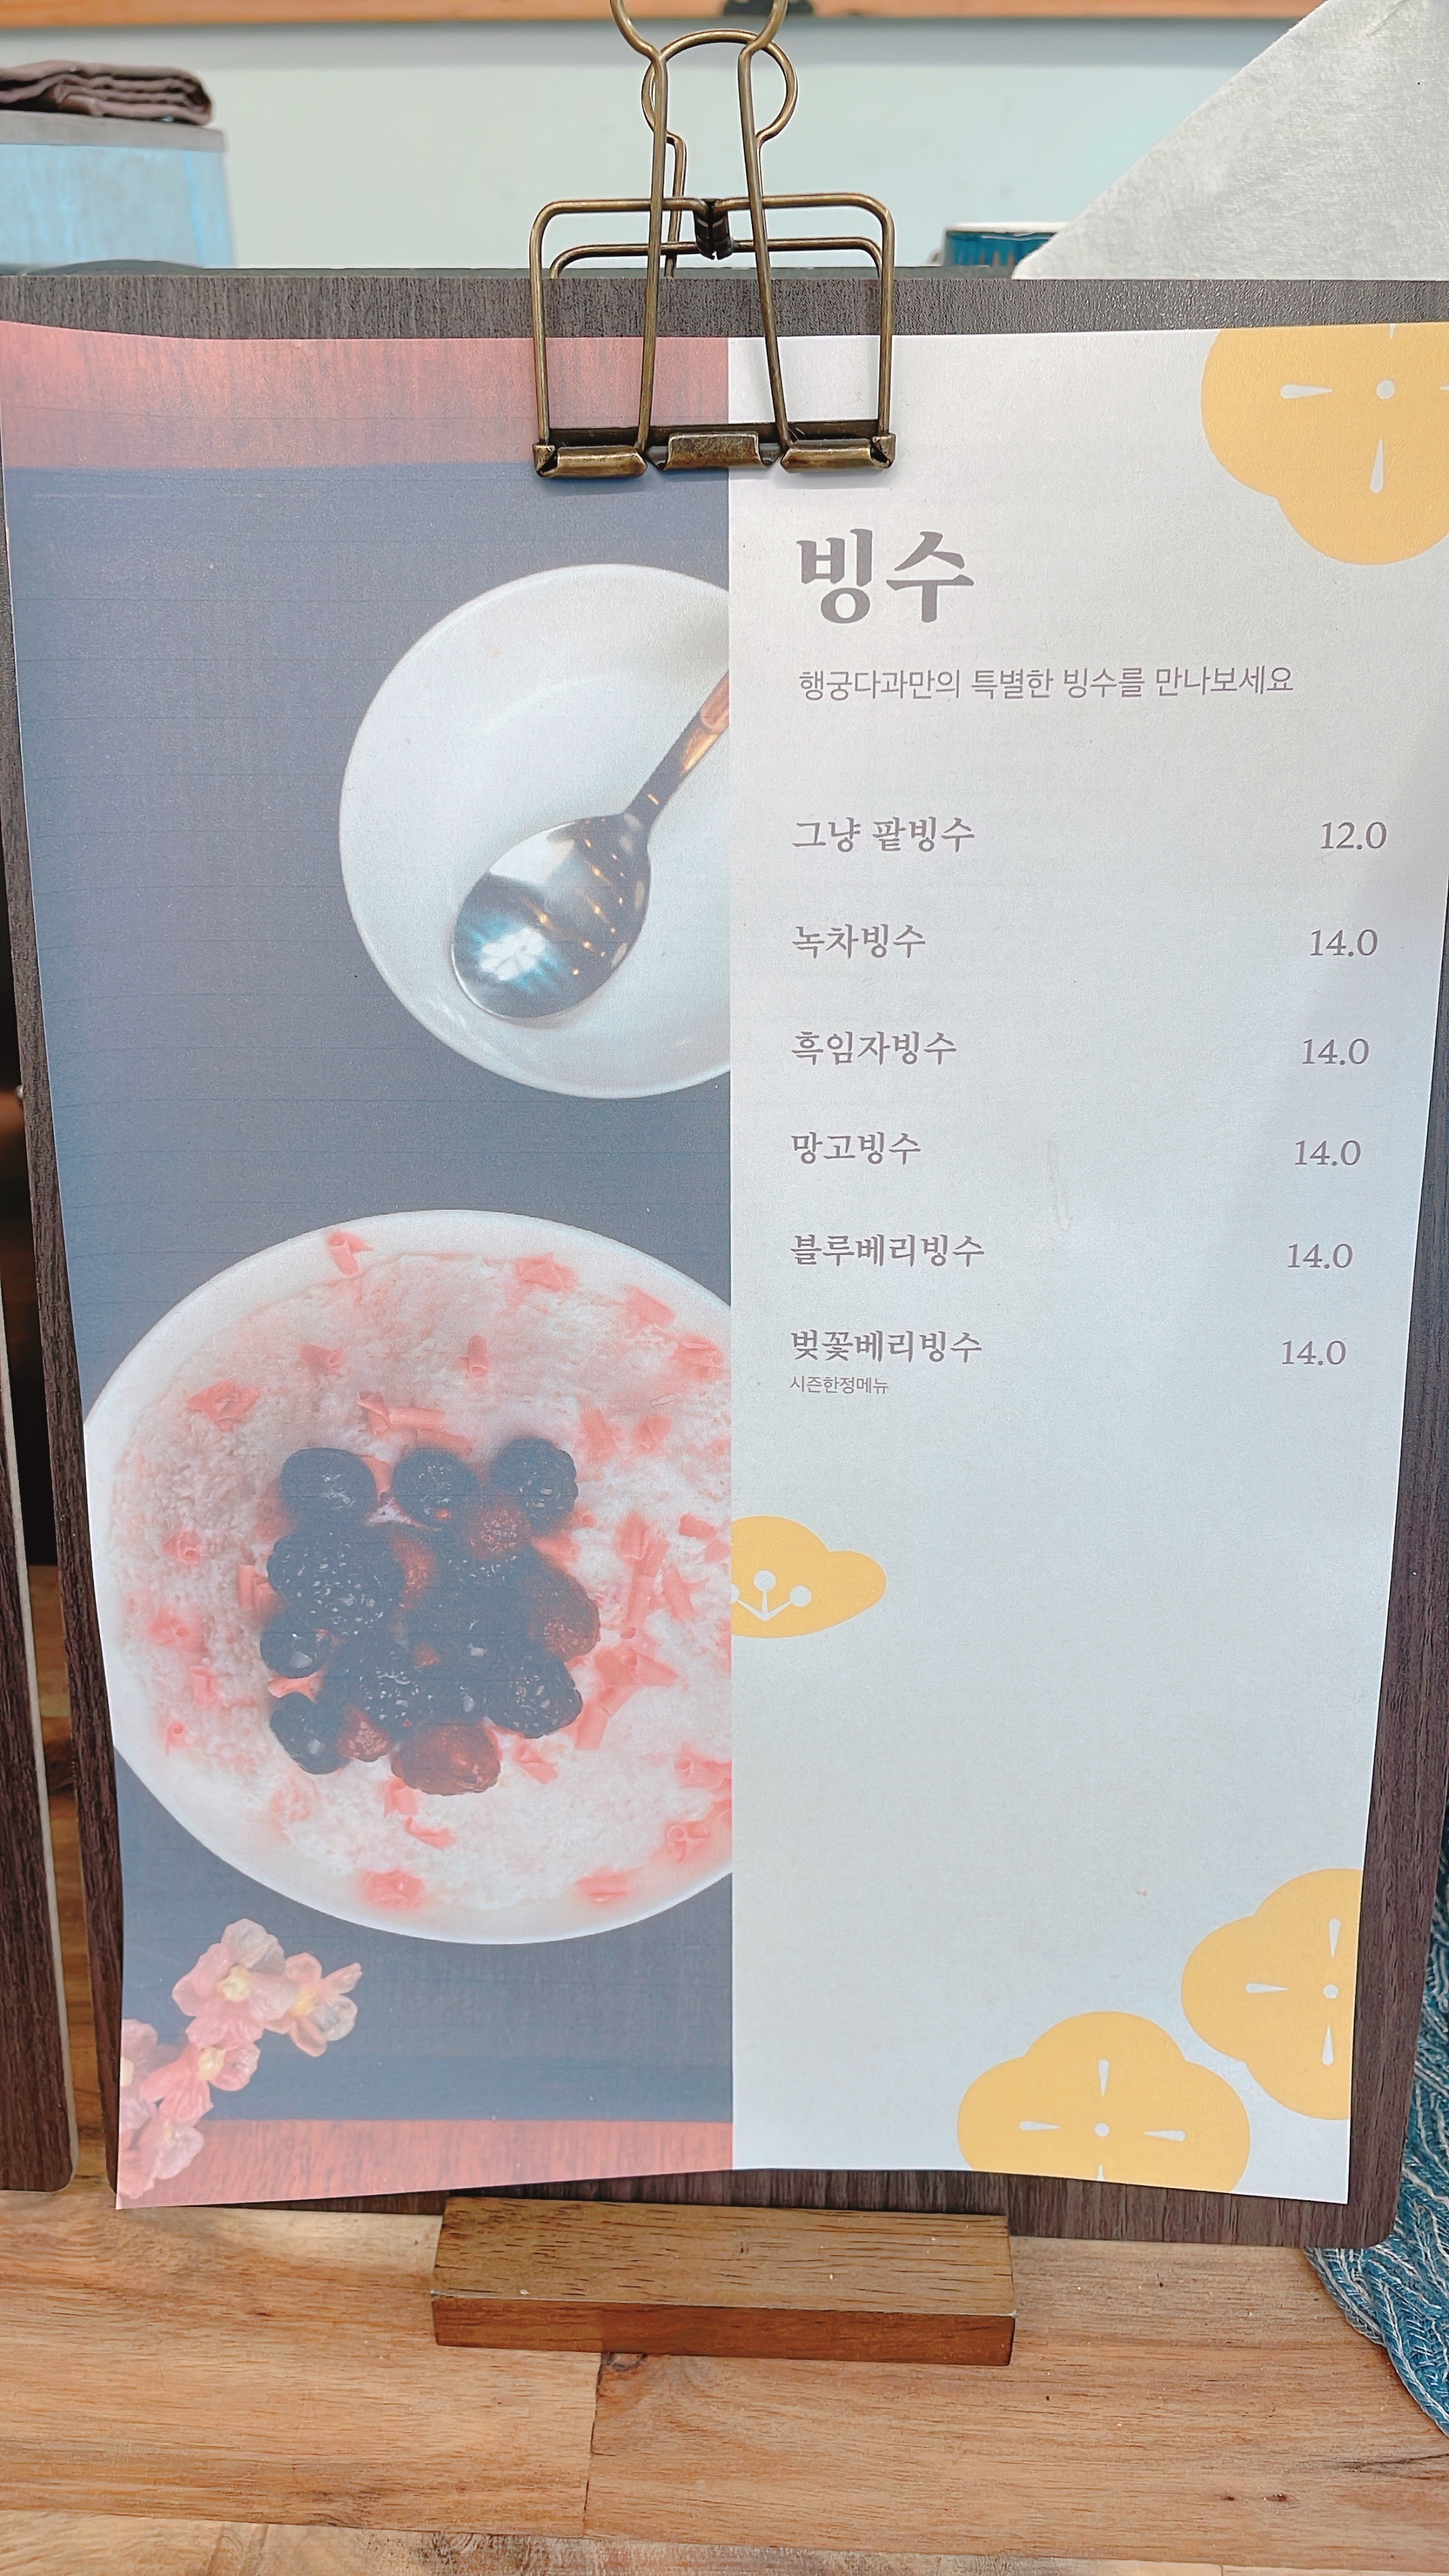 빙수
행궁다과만의 특별한 빙수를 만나보세요
그냥 팥빙수 12.0
녹차빙수 14.0
흑임자빙수 14.0
망고빙수 14.0
블루베리빙수 14.0
벚꽃베리빙수 14.0
시즌한정메뉴